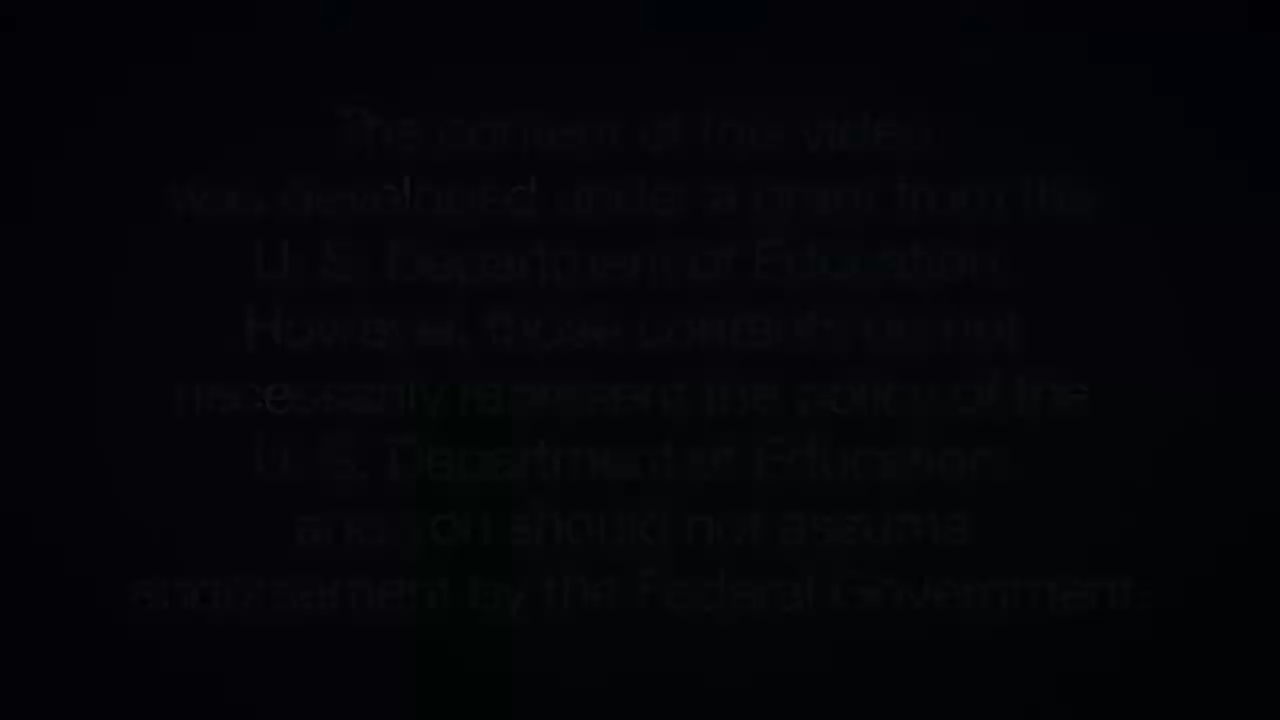 The content of this video
was developed under a grant from the
U. S. Department of Education.
However, those contents do not
necessarily represent the policy of the
U. S. Department of Education,
and you should not assume
endorsement by the Federal Government.